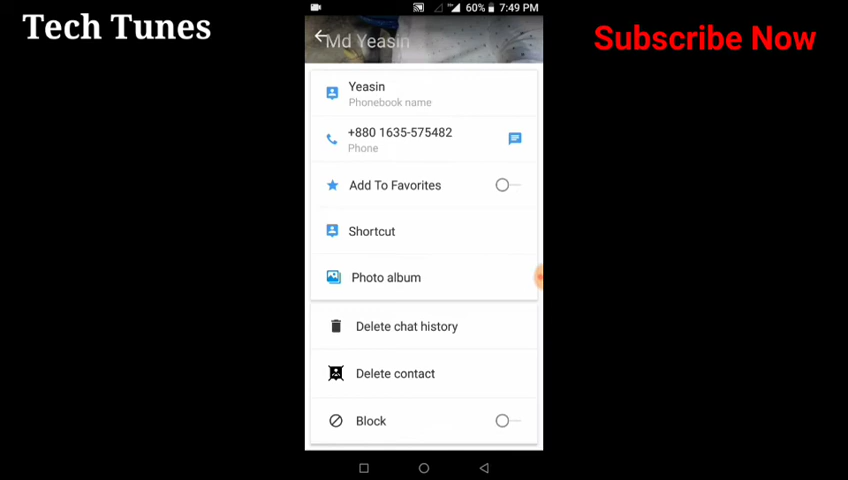 Tech Tunes
Subscribe Now
60% 7:49 PM
Md Yeasin
Yeasin
Phonebook name
+880 1635-575482
Phone
Add To Favorites
Shortcut
Photo album
Delete chat history
Delete contact
Block